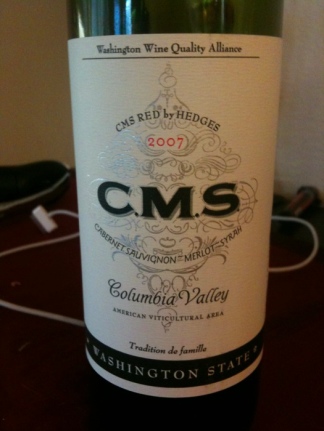 Washington Wine Quality Alliance
CMS RED by HEDGES
2007
C.M.S
CABERNET SAUVIGNON - MERLOT - SYRAH
Columbia Valley
AMERICAN VITICULTURAL AREA
Tradition de famille
WASHINGTON STATE